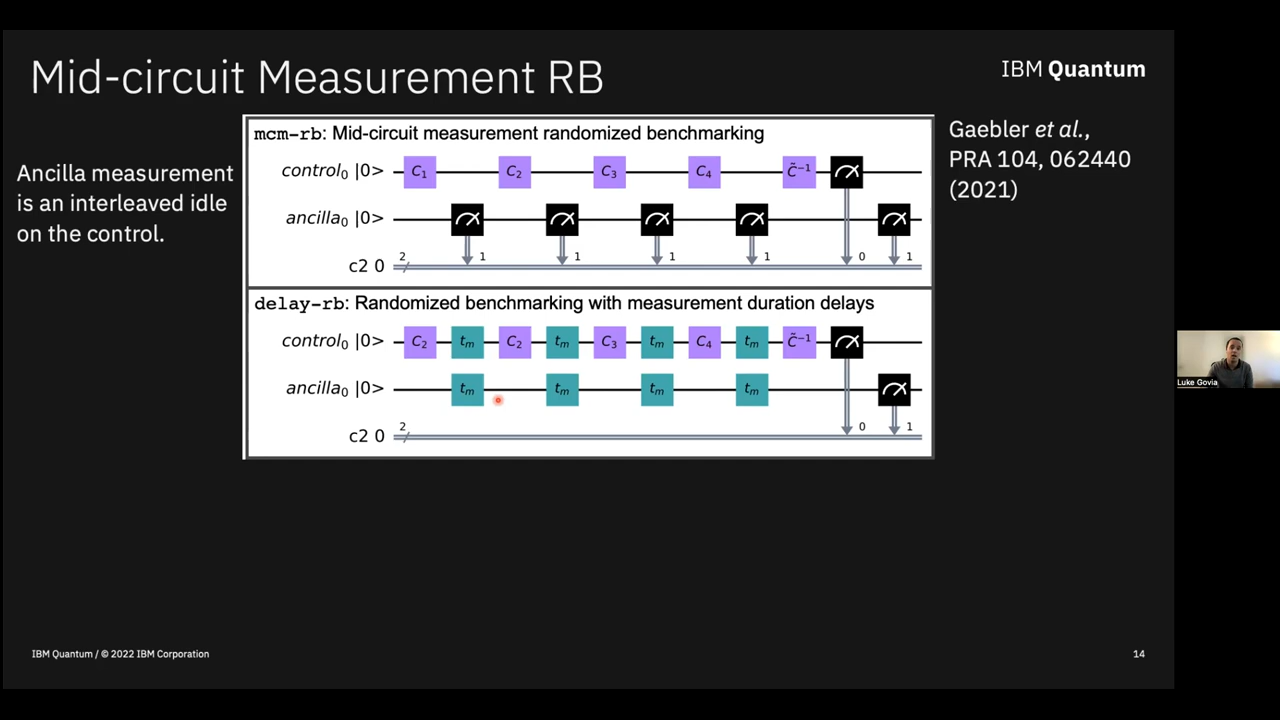 Mid-circuit Measurement RB
IBM Quantum
Ancilla measurement
is an interleaved idle
on the control.
mcm-rb: Mid-circuit measurement randomized benchmarking
control₀ |0> C₁ C₂ C₃ C₄ C̃⁻¹
ancilla₀ |0>
c2 0 2 1 1 1 1 0 1
delay-rb: Randomized benchmarking with measurement duration delays
control₀ |0> C₂ tₘ C₂ tₘ C₃ tₘ C₄ tₘ C̃⁻¹
ancilla₀ |0> tₘ tₘ tₘ tₘ
c2 0 2 0 1
Gaebler et al.,
PRA 104, 062440
(2021)
Luke Govia
IBM Quantum / © 2022 IBM Corporation
14